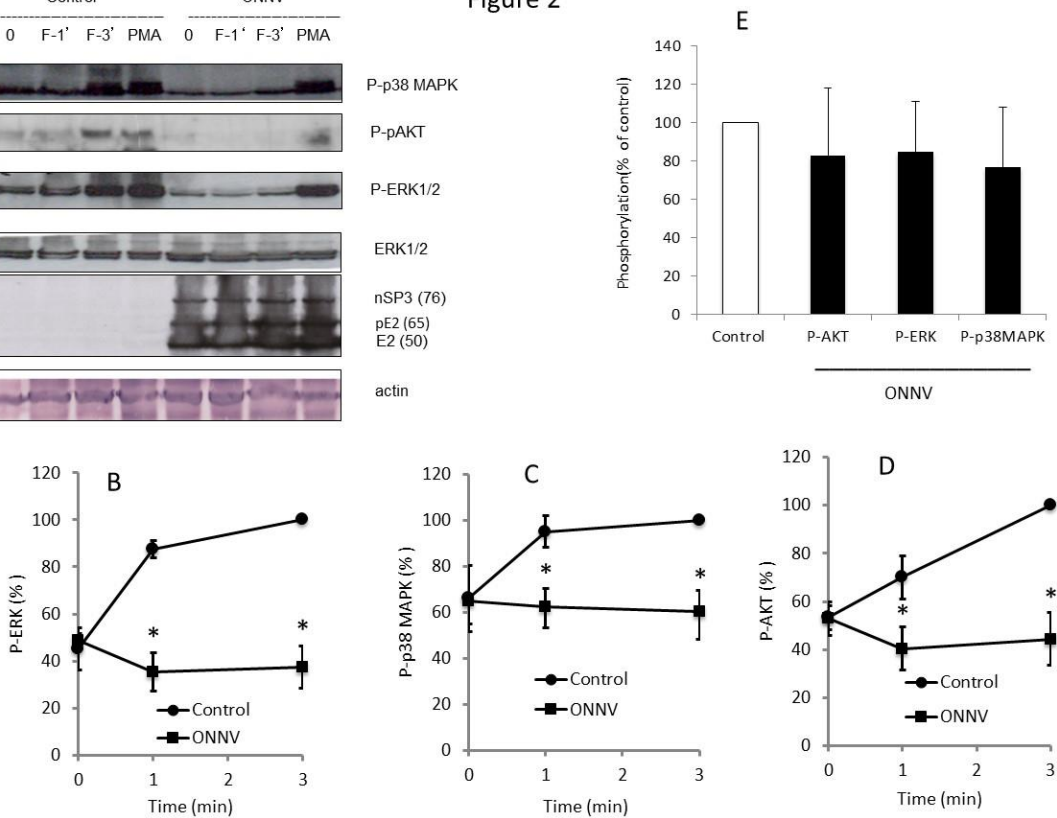 Figure 2
0 F-1' F-3' PMA 0 F-1' F-3' PMA
P-p38 MAPK
P-pAKT
P-ERK1/2
ERK1/2
nSP3 (76)
pE2 (65)
E2 (50)
actin
E
Phosphorylation(% of control)
140
120
100
80
60
40
20
0
Control P-AKT P-ERK P-p38MAPK
ONNV
B
P-ERK (% )
120
100
80
60
40
20
0
* *
Control
ONNV
0 1 2 3
Time (min)
C
P-p38 MAPK (% )
120
100
80
60
40
20
0
* *
Control
ONNV
0 1 2 3
Time (min)
D
P-AKT (% )
120
100
80
60
40
20
0
* *
Control
ONNV
0 1 2 3
Time (min)